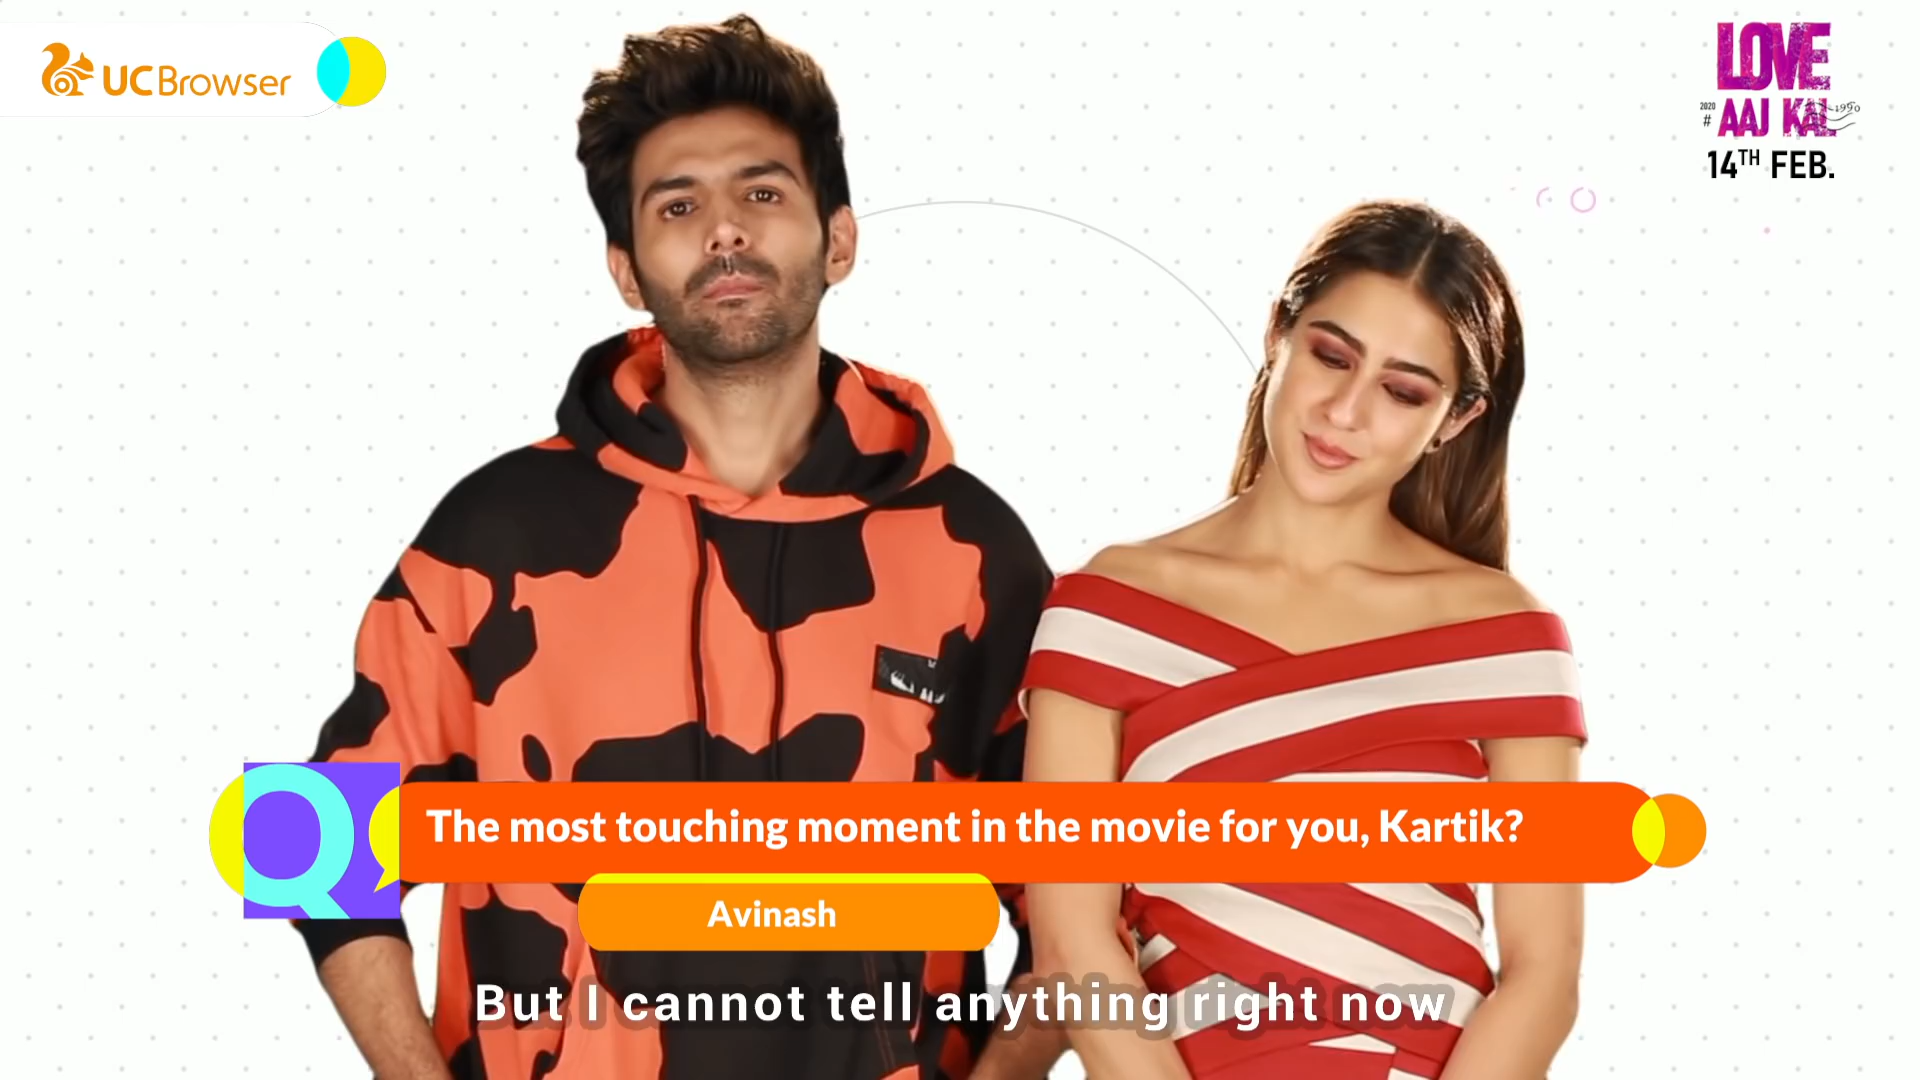 UC Browser
LOVE
2020
#
AAJ KAL
1990
14TH FEB.
Q
The most touching moment in the movie for you, Kartik?
Avinash
But I cannot tell anything right now